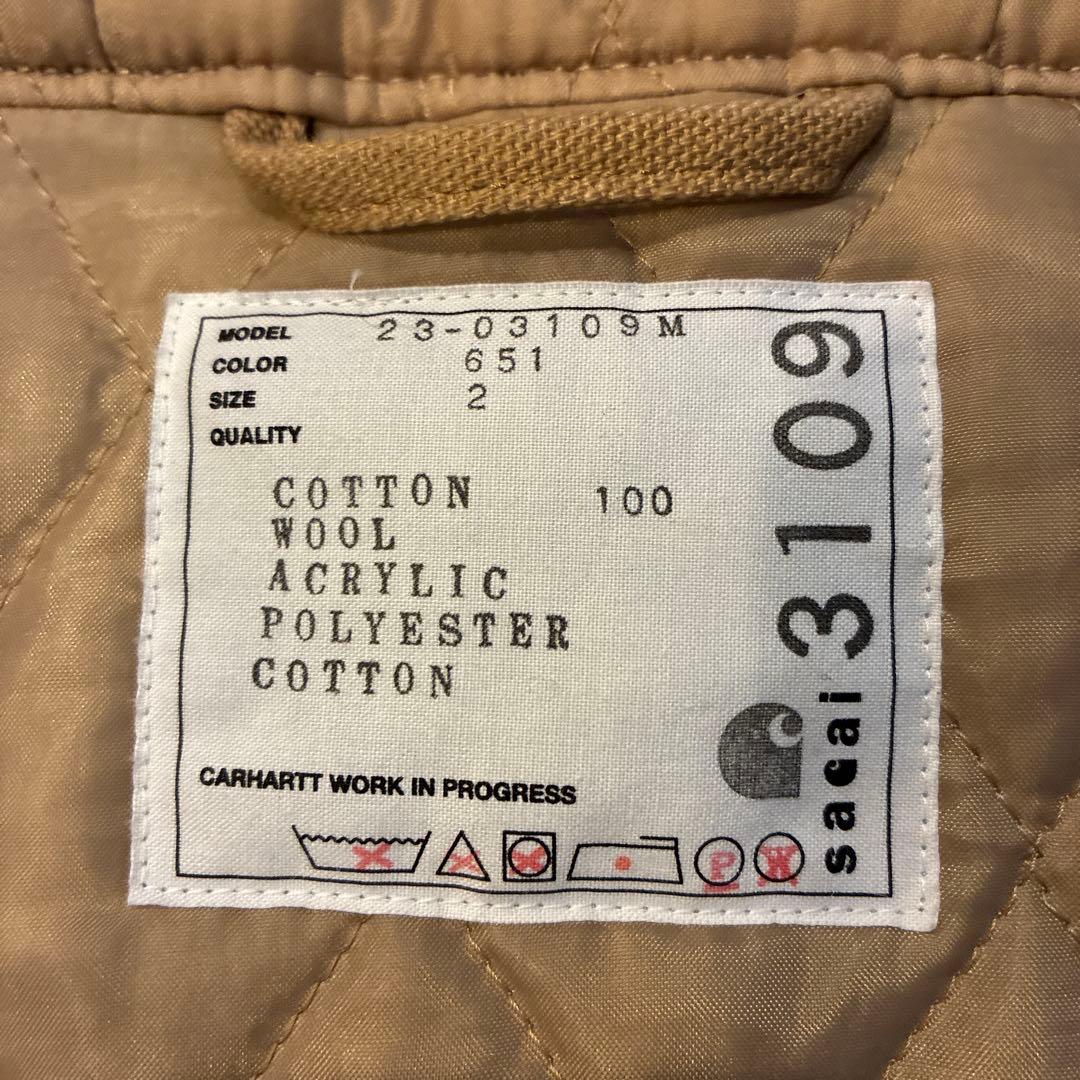 MODEL 23-03109M
COLOR 651
SIZE 2
QUALITY
COTTON 100
WOOL
ACRYLIC
POLYESTER
COTTON
CARHARTT WORK IN PROGRESS
P W
sacai 3109